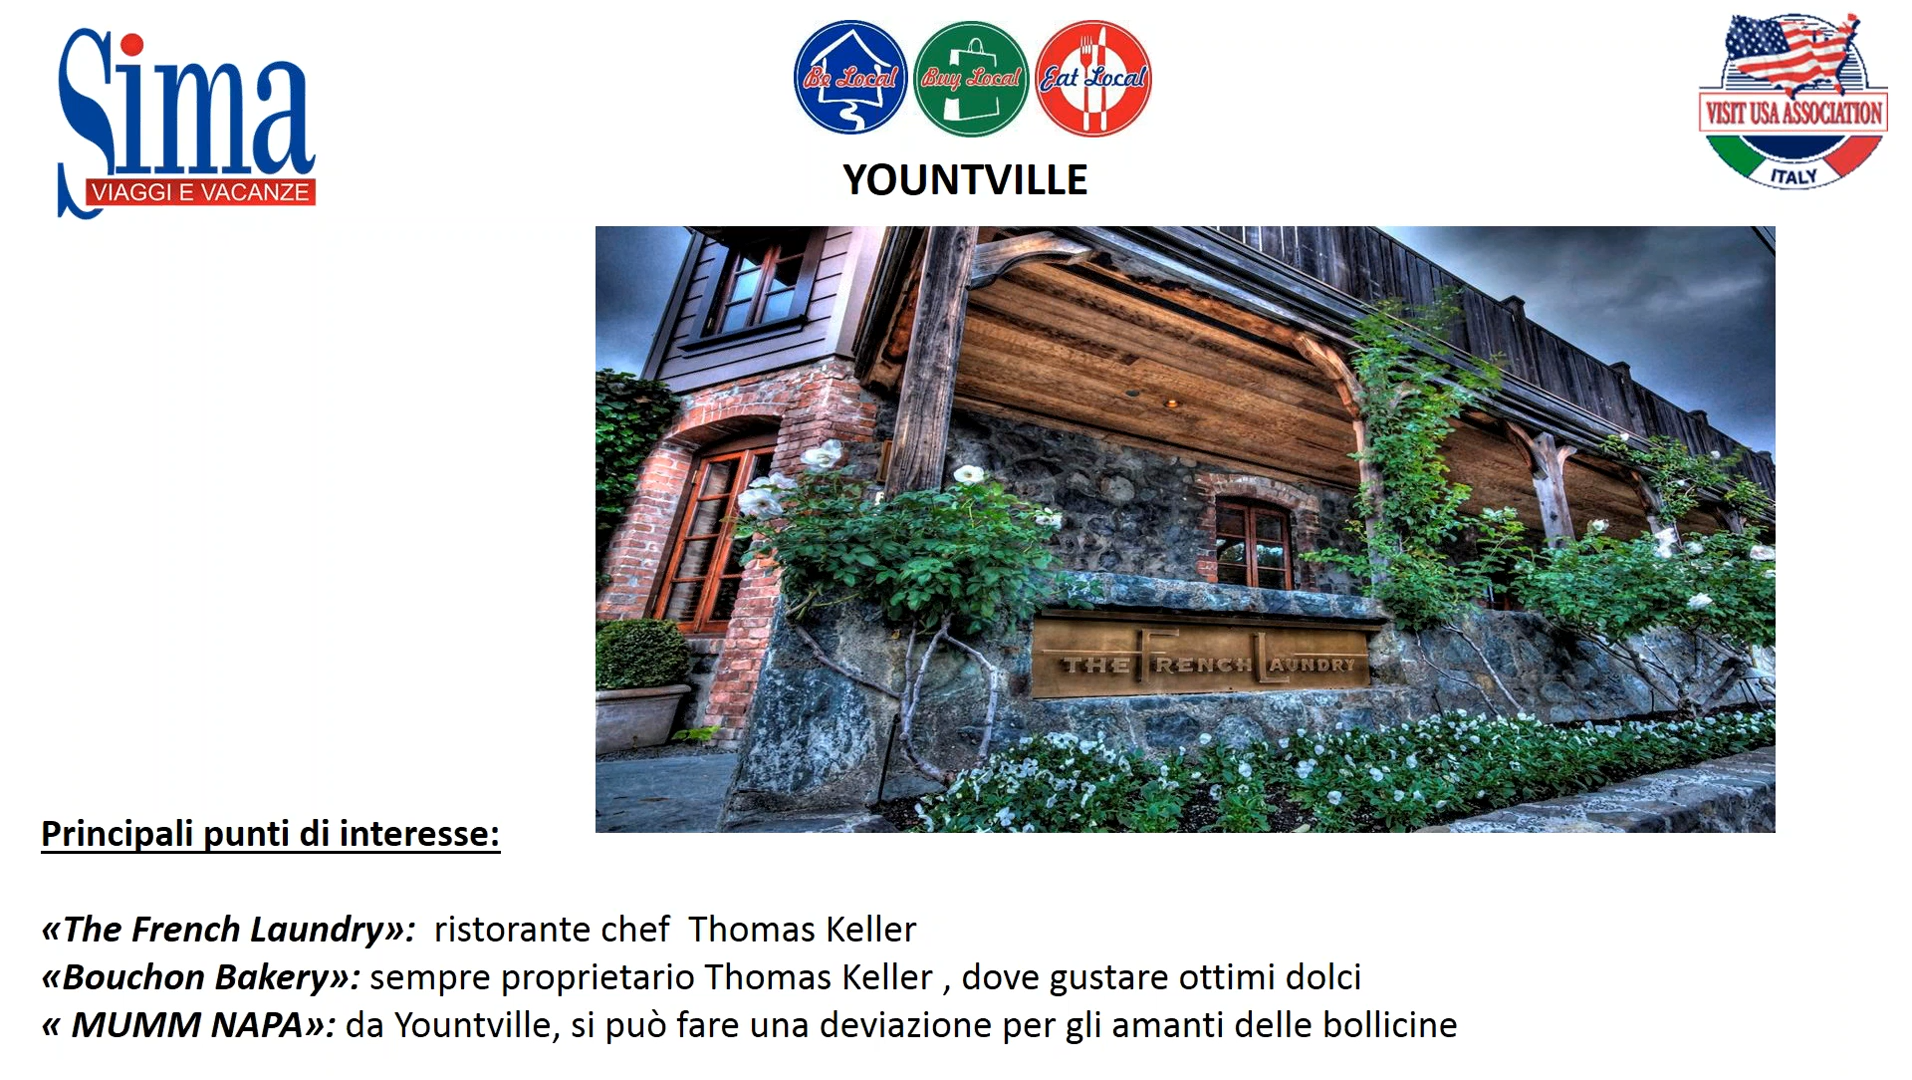 Sima
VIAGGI E VACANZE
Be Local
Buy Local
Eat Local
VISIT USA ASSOCIATION
ITALY
YOUNTVILLE
THE FRENCH LAUNDRY
Principali punti di interesse:
«The French Laundry»: ristorante chef Thomas Keller
«Bouchon Bakery»: sempre proprietario Thomas Keller , dove gustare ottimi dolci
« MUMM NAPA»: da Yountville, si può fare una deviazione per gli amanti delle bollicine